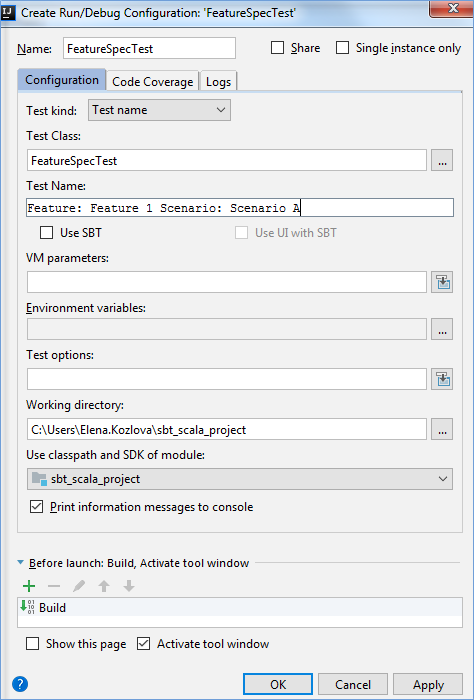 IJ Create Run/Debug Configuration: 'FeatureSpecTest'
Name: FeatureSpecTest Share Single instance only
Configuration Code Coverage Logs
Test kind: Test name
Test Class:
FeatureSpecTest ...
Test Name:
Feature: Feature 1 Scenario: Scenario A
Use SBT Use UI with SBT
VM parameters:
Environment variables:
...
Test options:
Working directory:
C:\Users\Elena.Kozlova\sbt_scala_project ...
Use classpath and SDK of module:
sbt_scala_project
Print information messages to console
Before launch: Build, Activate tool window
Build
Show this page Activate tool window
? OK Cancel Apply